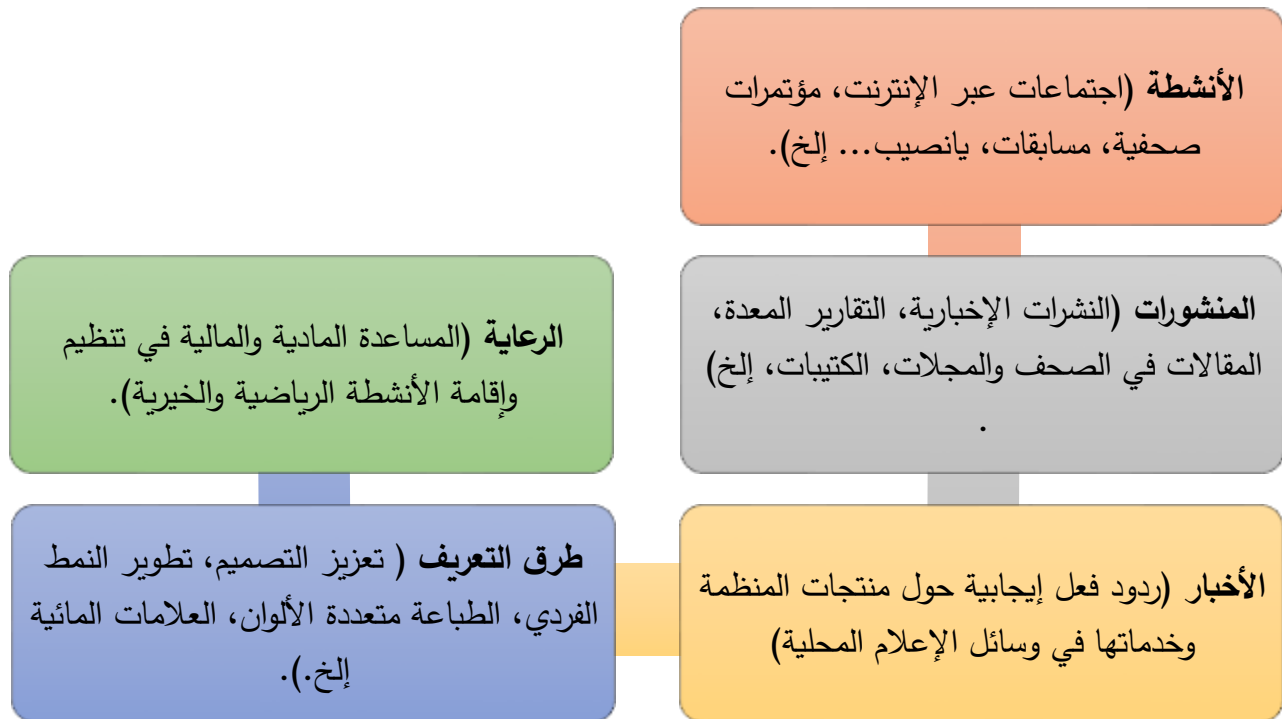 الأنشطة (اجتماعات عبر الإنترنت، مؤتمرات
صحفية، مسابقات، يانصيب... إلخ).
المنشورات (النشرات الإخبارية، التقارير المعدة،
المقالات في الصحف والمجلات، الكتيبات، إلخ)
.
الأخبار (ردود فعل إيجابية حول منتجات المنظمة
وخدماتها في وسائل الإعلام المحلية)
طرق التعريف ( تعزيز التصميم، تطوير النمط
الفردي، الطباعة متعددة الألوان، العلامات المائية
إلخ.).
الرعاية (المساعدة المادية والمالية في تنظيم
وإقامة الأنشطة الرياضية والخيرية).